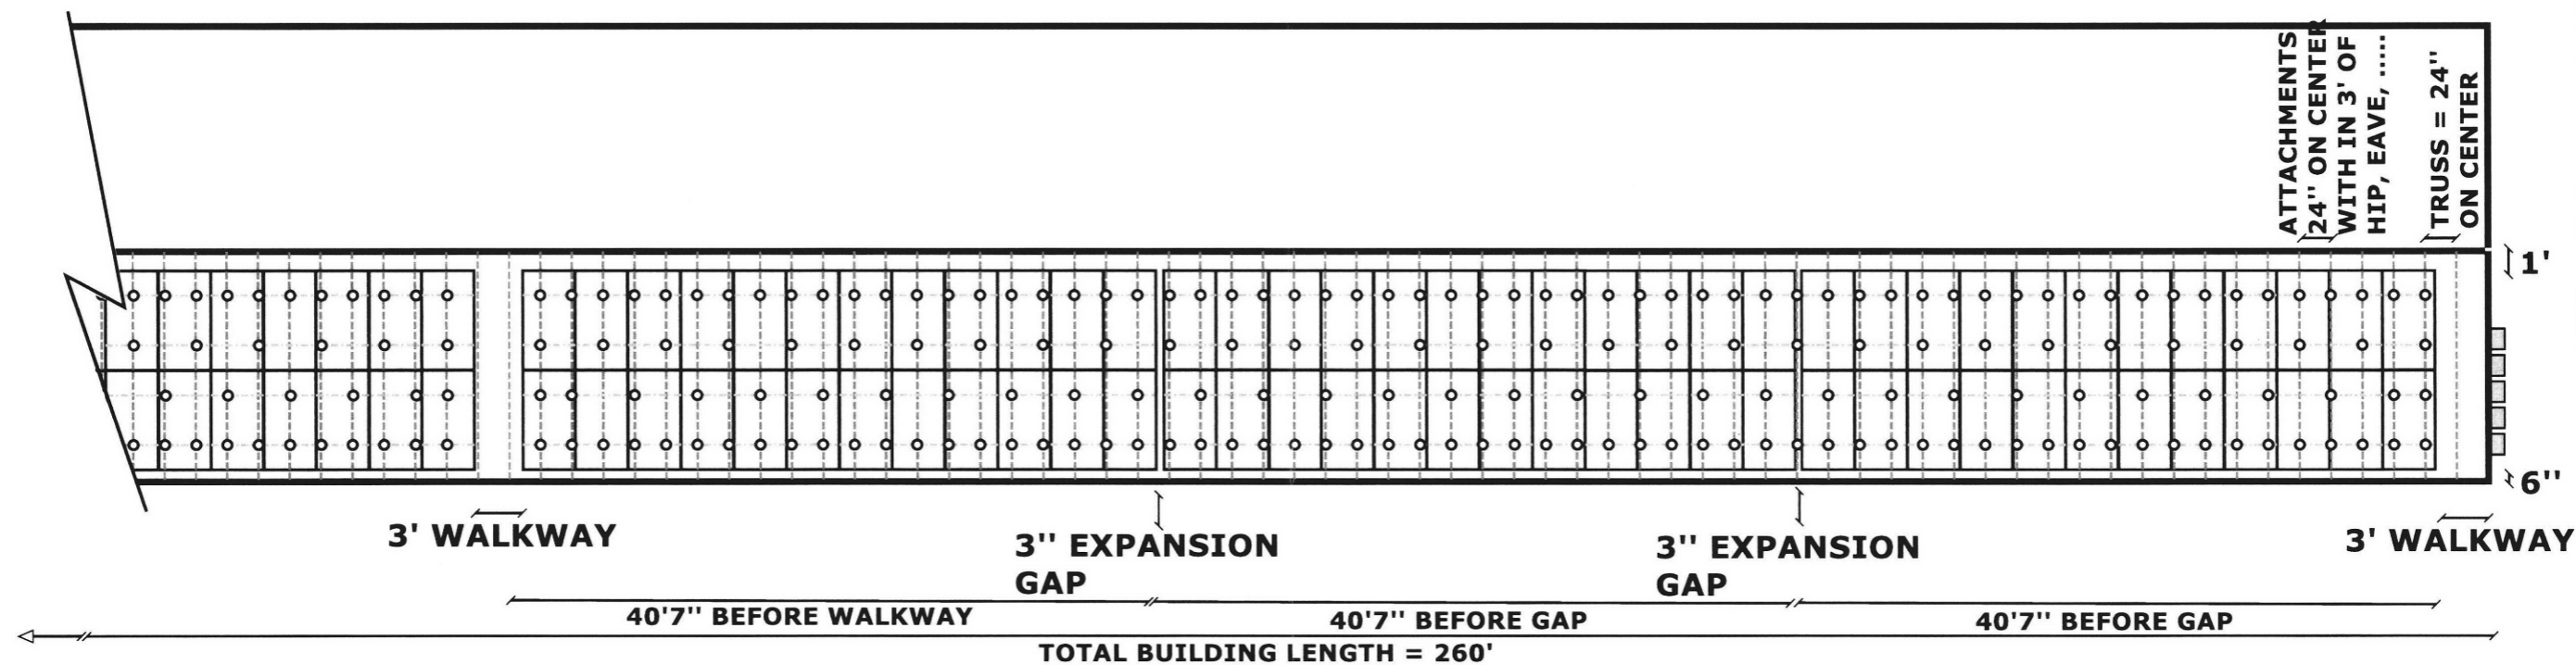 ATTACHMENTS
24'' ON CENTER
WITH IN 3' OF
HIP, EAVE, .....
TRUSS = 24''
ON CENTER
1'
6''
3' WALKWAY
3'' EXPANSION
GAP
3'' EXPANSION
GAP
3' WALKWAY
40'7'' BEFORE WALKWAY
40'7'' BEFORE GAP
40'7'' BEFORE GAP
TOTAL BUILDING LENGTH = 260'